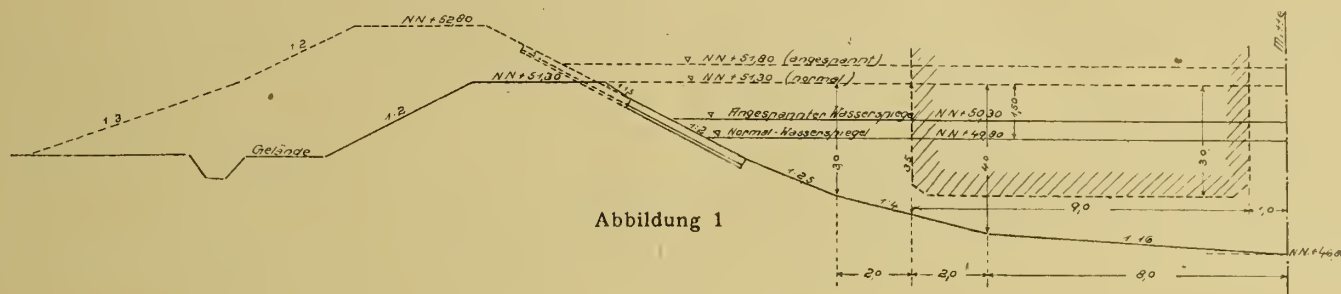 NN+52,80
1:2
1:3
NN+51,30
1:2
Gelände
1:1,5
1:2
NN+51,80 (angespannt)
NN+51,30 (normal)
Angespannter Wasserspiegel NN+50,30
Normal-Wasserspiegel NN+49,80
1,50
Mitte
3,0
3,5
4,0
3,0
1:2,5
1:4
9,0
1,0
1:16
2,0
2,0
8,0
Abbildung 1